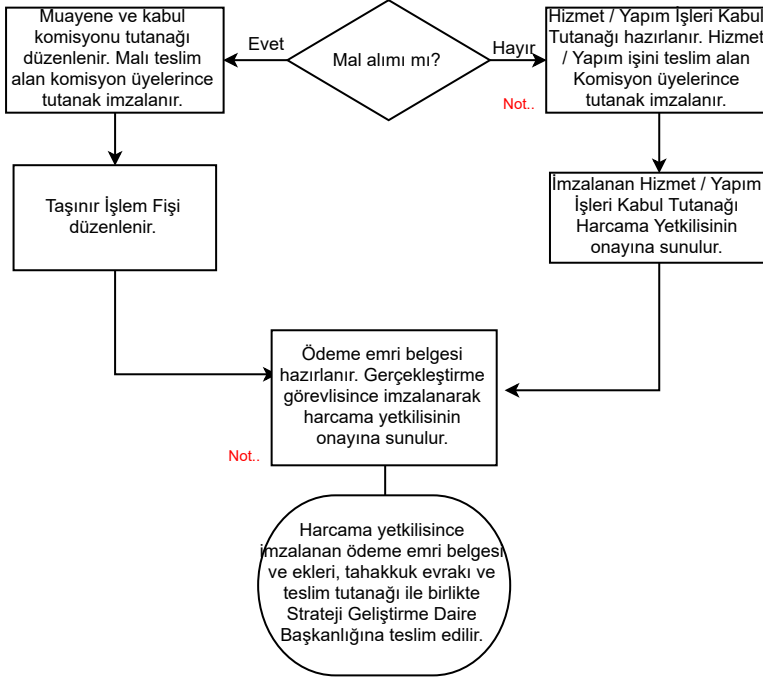 Muayene ve kabul
komisyonu tutanağı
düzenlenir. Malı teslim
alan komisyon üyelerince
tutanak imzalanır.
Evet
Mal alımı mı?
Hayır
Hizmet / Yapım İşleri Kabul
Tutanağı hazırlanır. Hizmet
/ Yapım işini teslim alan
Komisyon üyelerince
tutanak imzalanır.
Not..
Taşınır İşlem Fişi
düzenlenir.
İmzalanan Hizmet / Yapım
İşleri Kabul Tutanağı
Harcama Yetkilisinin
onayına sunulur.
Ödeme emri belgesi
hazırlanır. Gerçekleştirme
görevlisince imzalanarak
harcama yetkilisinin
onayına sunulur.
Not..
Harcama yetkilisince
imzalanan ödeme emri belgesi
ve ekleri, tahakkuk evrakı ve
teslim tutanağı ile birlikte
Strateji Geliştirme Daire
Başkanlığına teslim edilir.